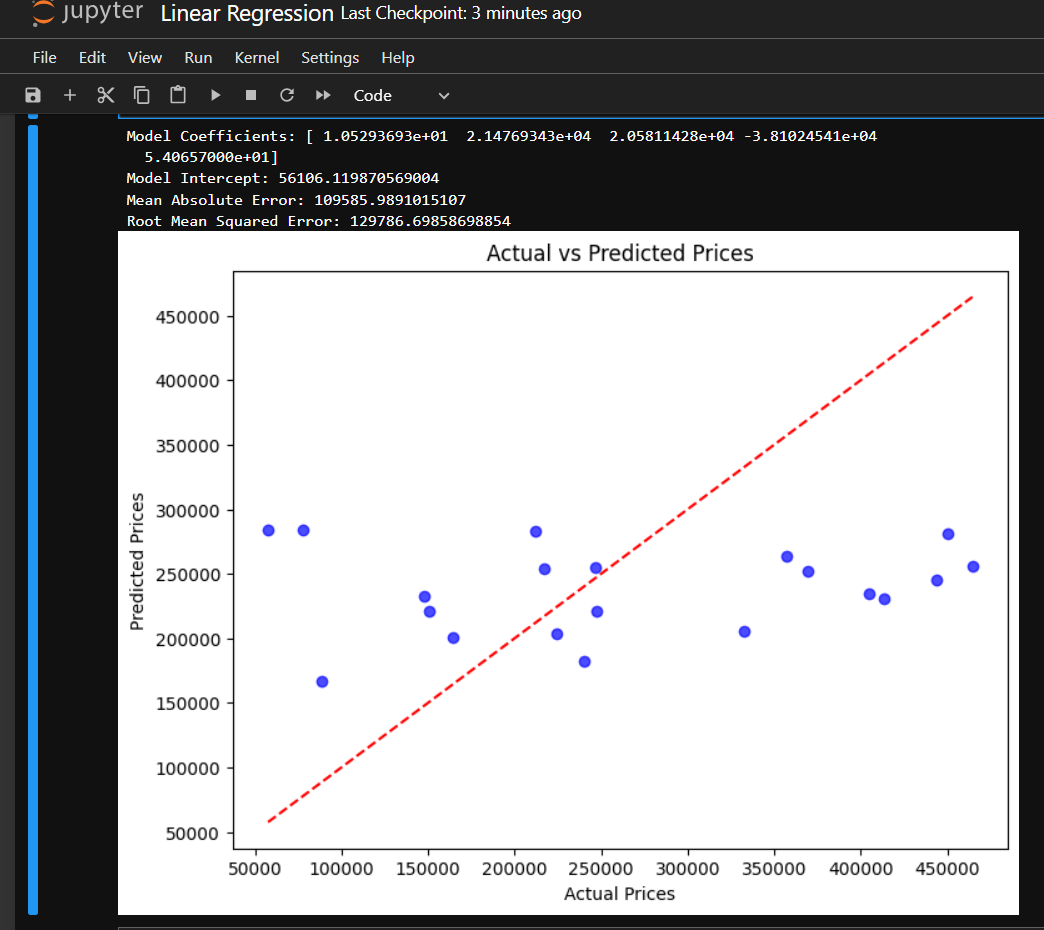 jupyter Linear Regression Last Checkpoint: 3 minutes ago
File Edit View Run Kernel Settings Help
Code
Model Coefficients: [ 1.05293693e+01  2.14769343e+04  2.05811428e+04 -3.81024541e+04
5.40657000e+01]
Model Intercept: 56106.119870569004
Mean Absolute Error: 109585.9891015107
Root Mean Squared Error: 129786.69858698854
Actual vs Predicted Prices
450000
400000
350000
300000
250000
200000
150000
100000
50000
Predicted Prices
50000 100000 150000 200000 250000 300000 350000 400000 450000
Actual Prices